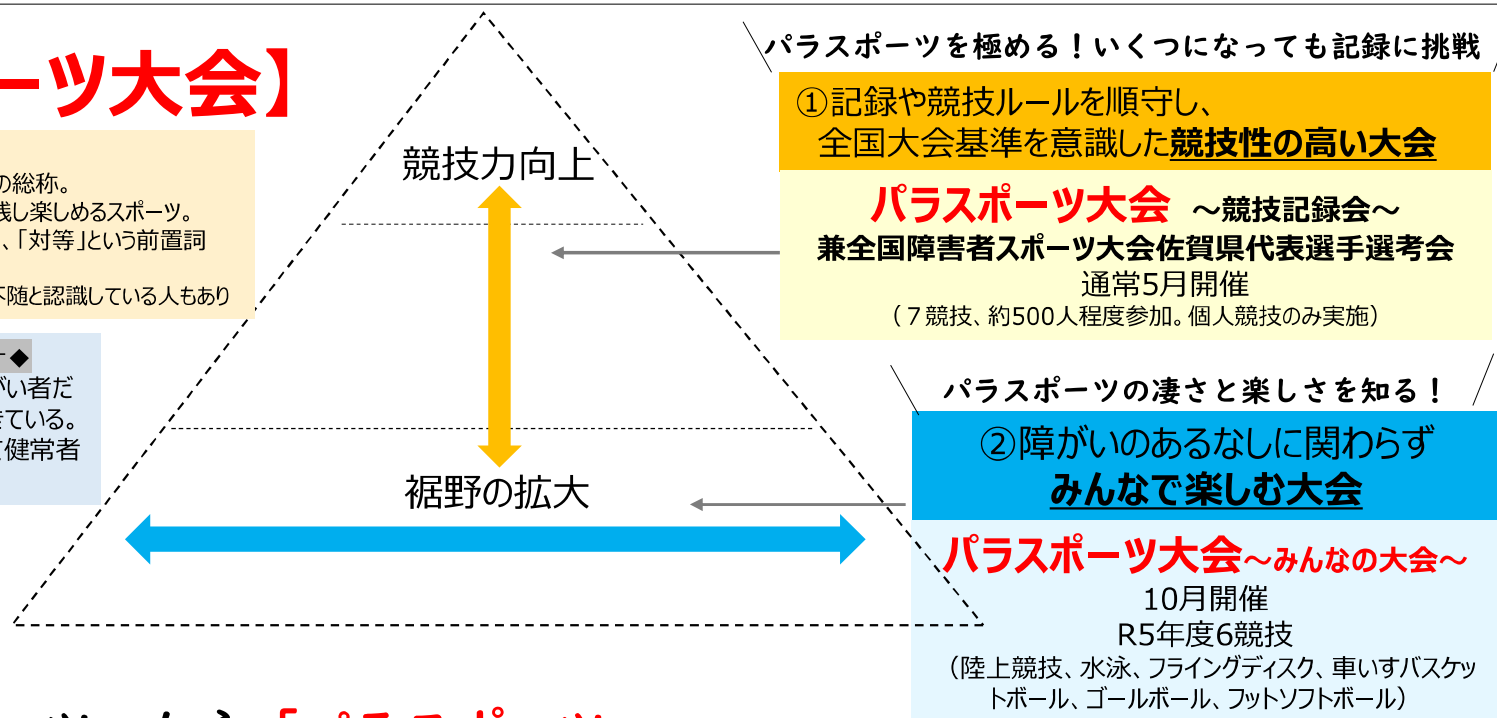 ーツ大会】
の総称。
践し楽しめるスポーツ。
、「対等」という前置詞
不随と認識している人もあり
◆
がい者だ
きている。
健常者
競技力向上
裾野の拡大
パラスポーツを極める！いくつになっても記録に挑戦
①記録や競技ルールを順守し、
全国大会基準を意識した競技性の高い大会
パラスポーツ大会 ～競技記録会～
兼全国障害者スポーツ大会佐賀県代表選手選考会
通常5月開催
（７競技、約500人程度参加。個人競技のみ実施）
パラスポーツの凄さと楽しさを知る！
②障がいのあるなしに関わらず
みんなで楽しむ大会
パラスポーツ大会～みんなの大会～
10月開催
R5年度6競技
（陸上競技、水泳、フライングディスク、車いすバスケッ
トボール、ゴールボール、フットソフトボール）
「パラスポーツ